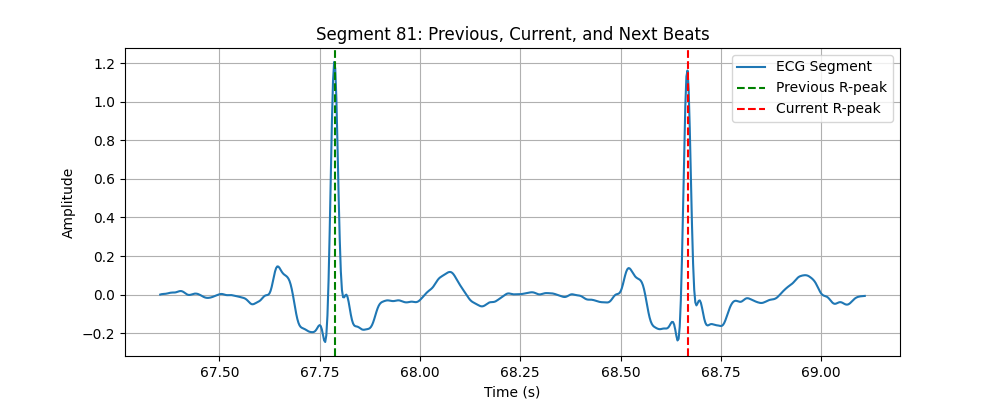 Segment 81: Previous, Current, and Next Beats
ECG Segment
Previous R-peak
Current R-peak
Amplitude
1.2
1.0
0.8
0.6
0.4
0.2
0.0
−0.2
67.50 67.75 68.00 68.25 68.50 68.75 69.00
Time (s)